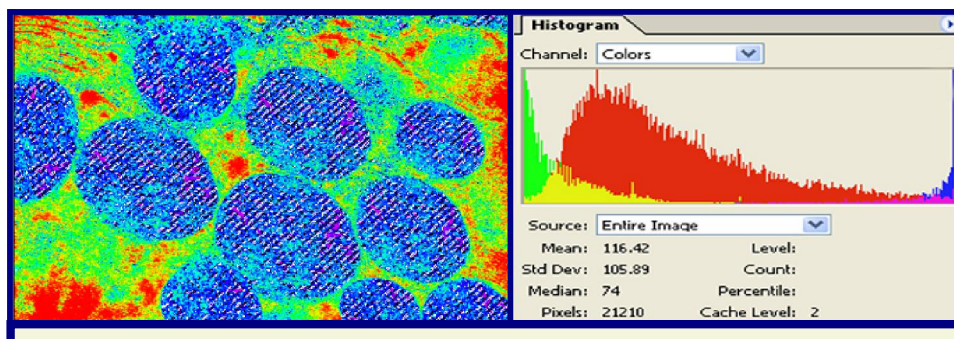 Histogram
Channel: Colors
Source: Entire Image
Mean: 116.42 Level:
Std Dev: 105.89 Count:
Median: 74 Percentile:
Pixels: 21210 Cache Level: 2